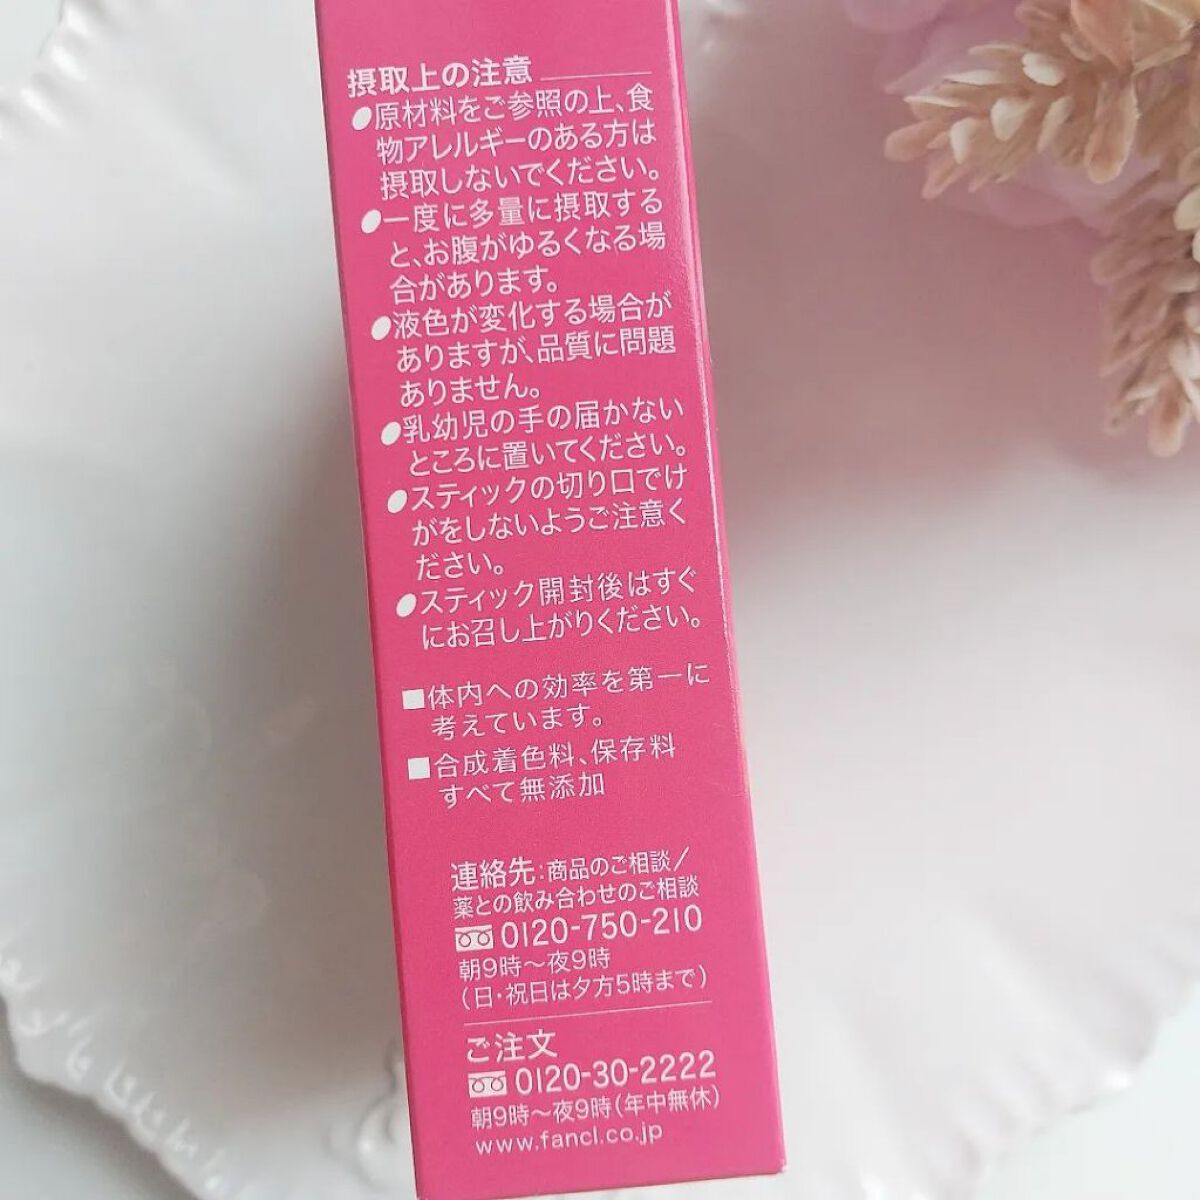 摂取上の注意
●原材料をご参照の上、食
物アレルギーのある方は
摂取しないでください。
●一度に多量に摂取する
と、お腹がゆるくなる場
合があります。
●液色が変化する場合が
ありますが、品質に問題
ありません。
●乳幼児の手の届かない
ところに置いてください。
●スティックの切り口でけ
がをしないようご注意く
ださい。
●スティック開封後はすぐ
にお召し上がりください。
■体内への効率を第一に
考えています。
■合成着色料、保存料
すべて無添加
連絡先:商品のご相談/
薬との飲み合わせのご相談
0120-750-210
朝9時～夜9時
(日・祝日は夕方5時まで)
ご注文
0120-30-2222
朝9時～夜9時(年中無休)
www.fancl.co.jp